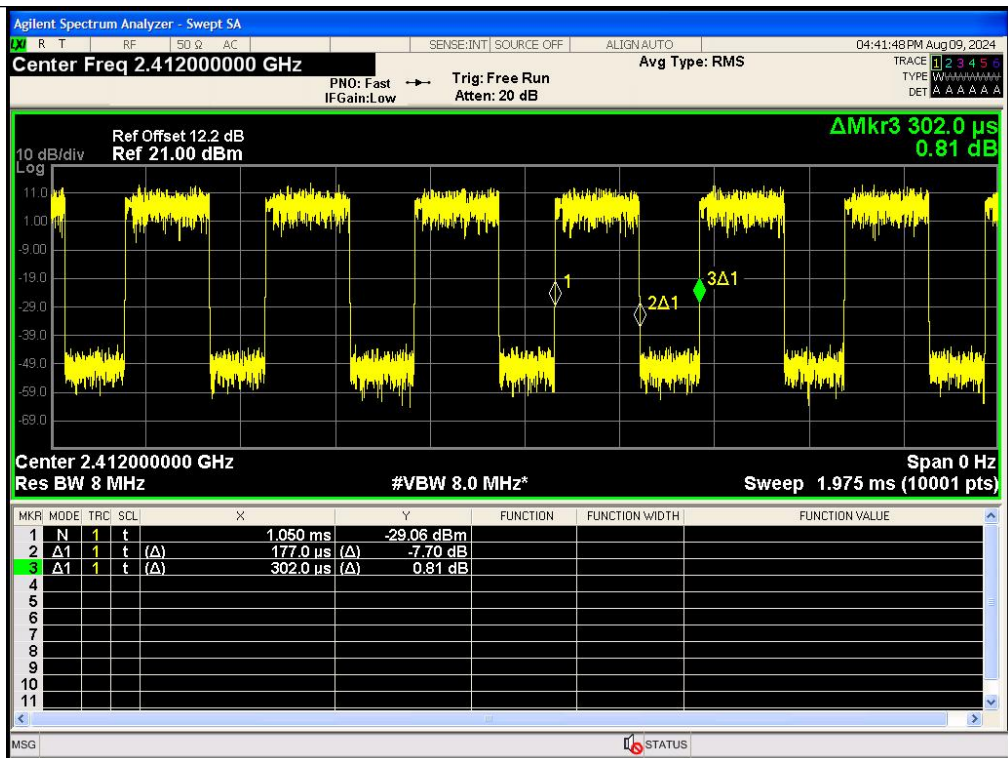 Agilent Spectrum Analyzer - Swept SA
LXI R T RF 50 Ω AC SENSE:INT SOURCE OFF ALIGN AUTO 04:41:48 PM Aug 09, 2024
Center Freq 2.412000000 GHz Avg Type: RMS TRACE 1 2 3 4 5 6
PNO: Fast Trig: Free Run TYPE WWWWWW
IFGain:Low Atten: 20 dB DET A A A A A A
ΔMkr3 302.0 µs
Ref Offset 12.2 dB
10 dB/div Ref 21.00 dBm 0.81 dB
Log
11.0
1.00
-9.00
-19.0
1 3Δ1
2Δ1
-29.0
-39.0
-49.0
-59.0
-69.0
Center 2.412000000 GHz Span 0 Hz
Res BW 8 MHz #VBW 8.0 MHz* Sweep 1.975 ms (10001 pts)
MKR MODE TRC SCL X Y FUNCTION FUNCTION WIDTH FUNCTION VALUE
1 N 1 t 1.050 ms -29.06 dBm
2 Δ1 1 t (Δ) 177.0 µs (Δ) -7.70 dB
3 Δ1 1 t (Δ) 302.0 µs (Δ) 0.81 dB
4
5
6
7
8
9
10
11
MSG STATUS